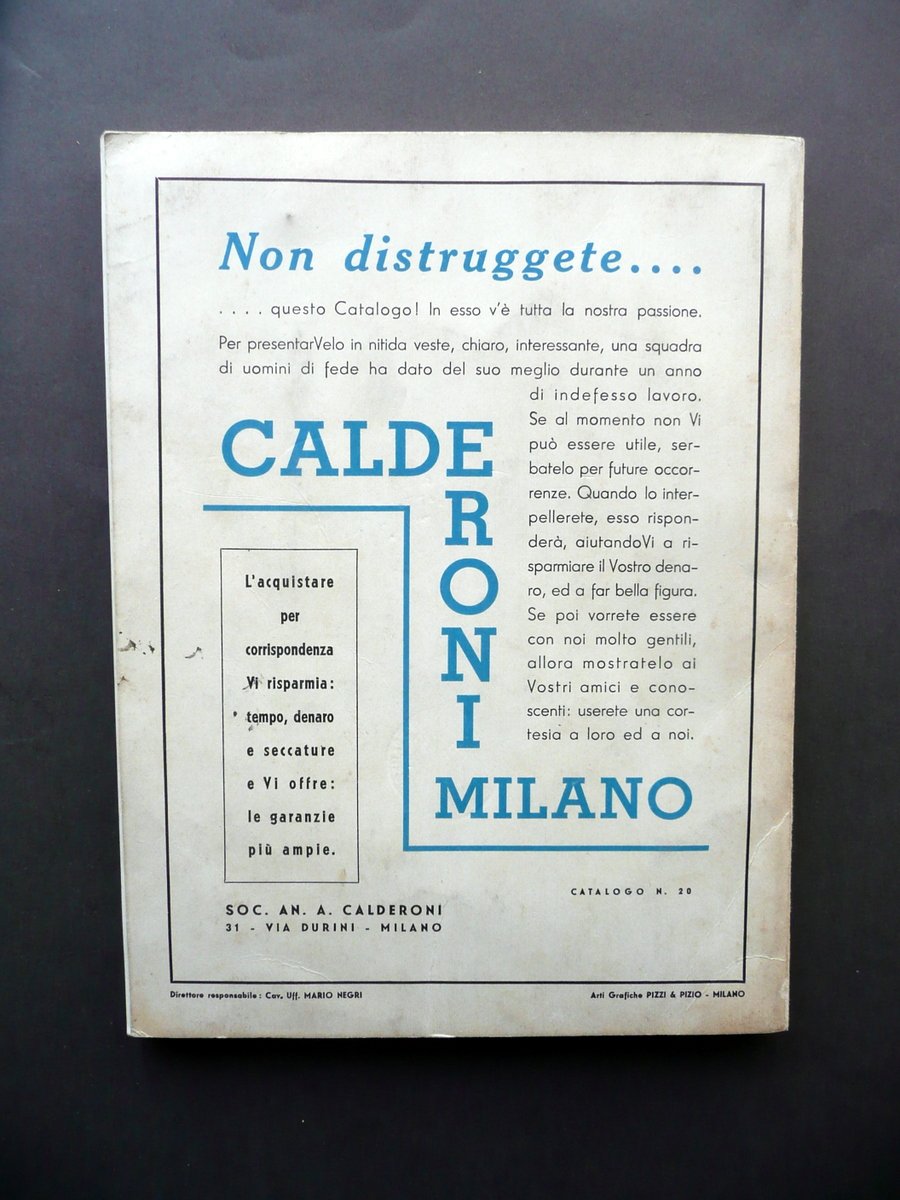 Non distruggete....
.... questo Catalogo! In esso v'è tutta la nostra passione.
Per presentarVelo in nitida veste, chiaro, interessante, una squadra
di uomini di fede ha dato del suo meglio durante un anno
di indefesso lavoro.
Se al momento non Vi
può essere utile, ser-
batelo per future occor-
renze. Quando lo inter-
pellerete, esso rispon-
derà, aiutandoVi a ri-
sparmiare il Vostro dena-
ro, ed a far bella figura.
Se poi vorrete essere
con noi molto gentili,
allora mostratelo ai
Vostri amici e cono-
scenti: userete una cor-
tesia a loro ed a noi.
CALDERONI
MILANO
L'acquistare
per
corrispondenza
Vi risparmia:
tempo, denaro
e seccature
e Vi offre:
le garanzie
più ampie.
CATALOGO N. 20
SOC. AN. A. CALDERONI
31 - VIA DURINI - MILANO
Direttore responsabile: Cav. Uff. MARIO NEGRI
Arti Grafiche PIZZI & PIZIO - MILANO